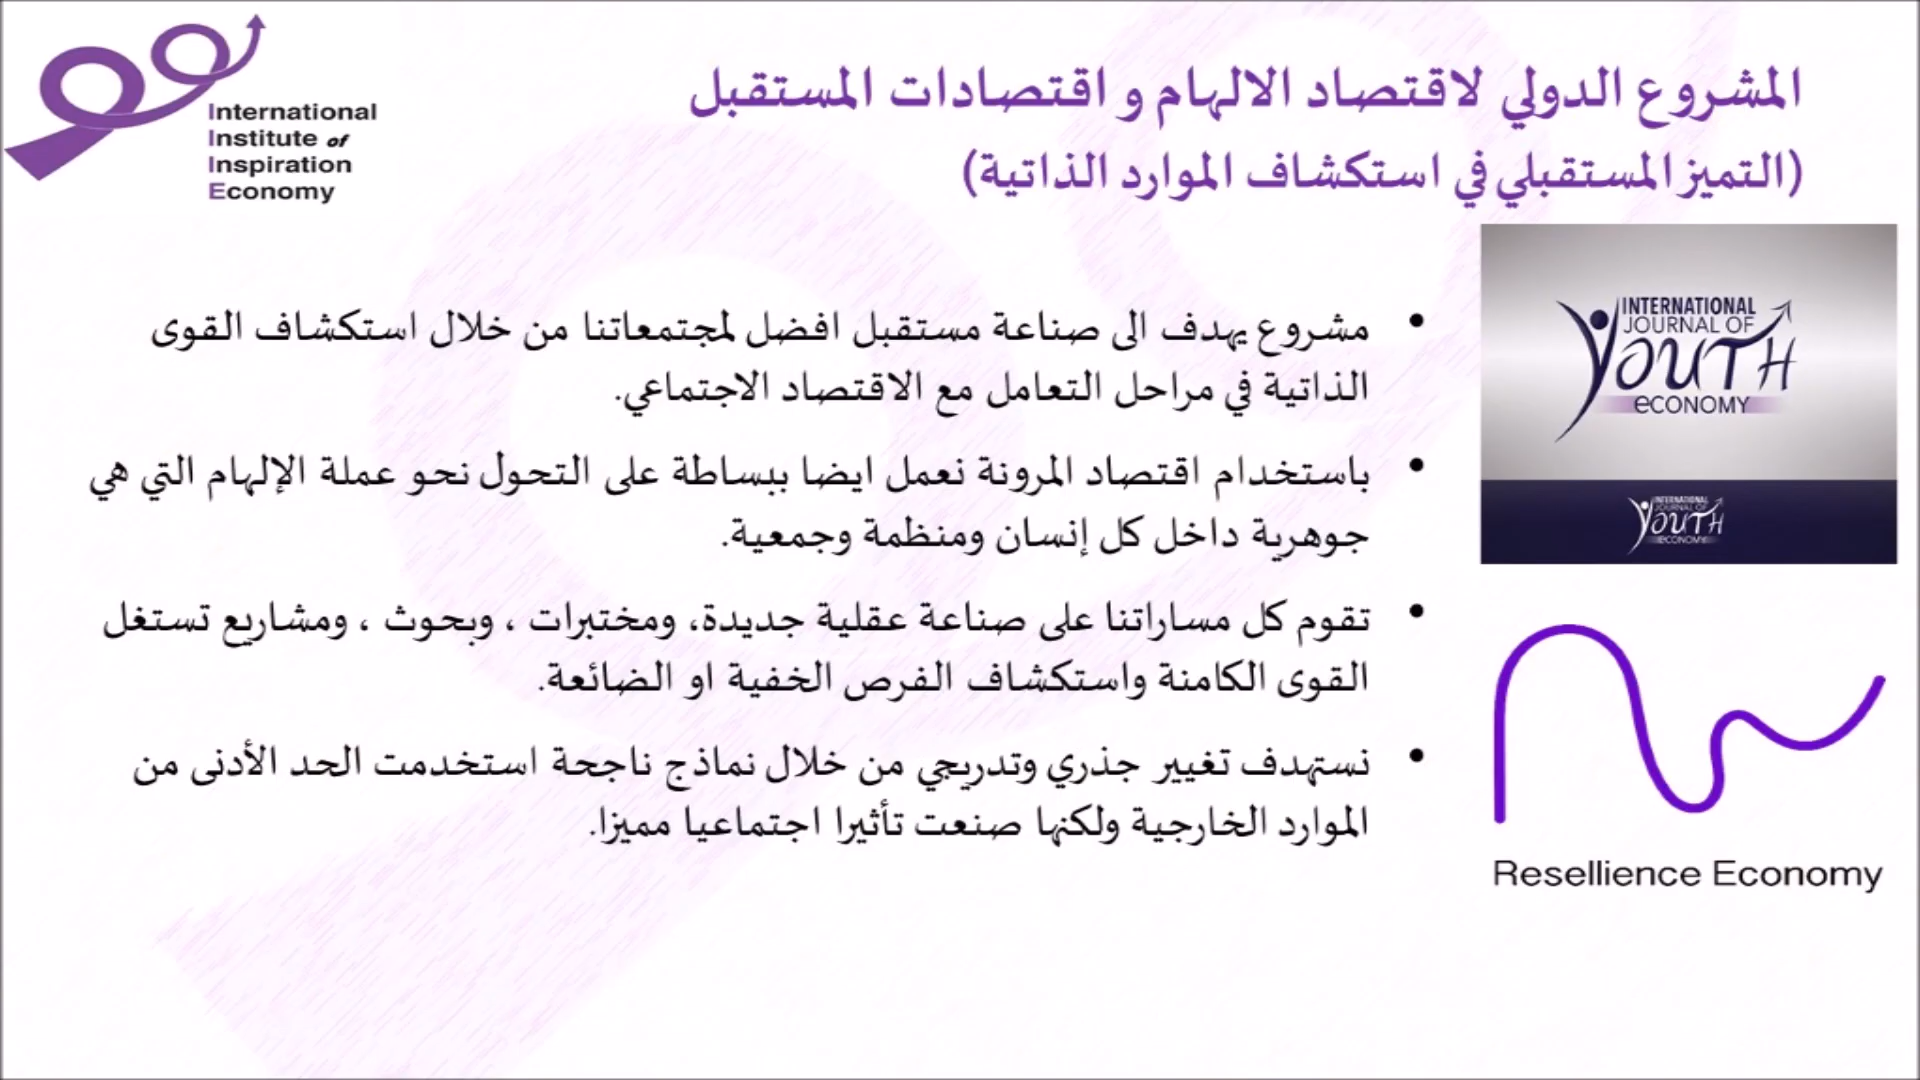 International
Institute of
Inspiration
Economy
المشروع الدولي لاقتصاد الالهام و اقتصادات المستقبل
(التميز المستقبلي في استكشاف الموارد الذاتية)
INTERNATIONAL
JOURNAL OF
YOUTH
eCONOMY
INTERNATIONAL
JOURNAL OF
YOUTH
ECONOMY
• مشروع يهدف الى صناعة مستقبل افضل لمجتمعاتنا من خلال استكشاف القوى
الذاتية في مراحل التعامل مع الاقتصاد الاجتماعي.
• باستخدام اقتصاد المرونة نعمل ايضا ببساطة على التحول نحو عملة الإلهام التي هي
جوهرية داخل كل إنسان ومنظمة وجمعية.
• تقوم كل مساراتنا على صناعة عقلية جديدة، ومختبرات ، وبحوث ، ومشاريع تستغل
القوى الكامنة واستكشاف الفرص الخفية او الضائعة.
• نستهدف تغيير جذري وتدريجي من خلال نماذج ناجحة استخدمت الحد الأدنى من
الموارد الخارجية ولكنها صنعت تأثيرا اجتماعيا مميزا.
Resellience Economy